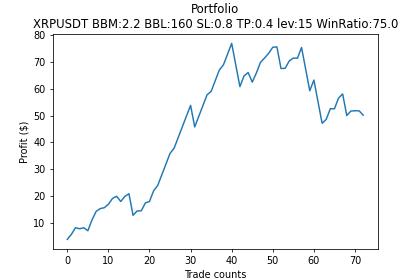 Portfolio
XRPUSDT BBM:2.2 BBL:160 SL:0.8 TP:0.4 lev:15 WinRatio:75.0
80
70
60
50
40
30
20
10
Profit ($)
0 10 20 30 40 50 60 70
Trade counts